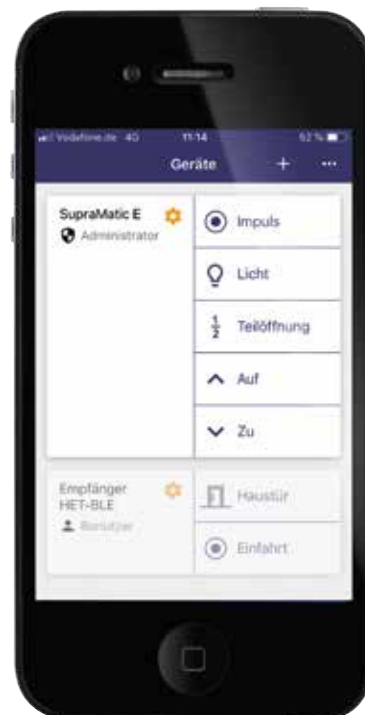 Vodafone.de 4G 11:14 62 %
Geräte + ...
SupraMatic E
Administrator
Impuls
Licht
1/2 Teilöffnung
Auf
Zu
Empfänger
HET-BLE
Benutzer
Haustür
Einfahrt